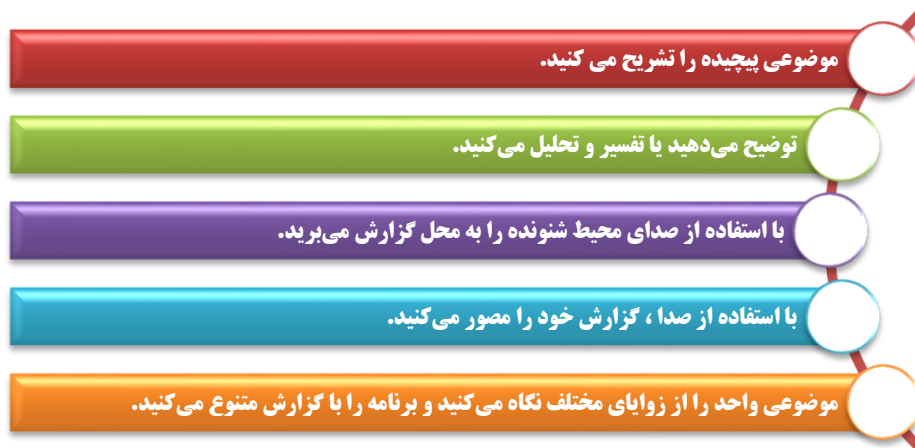 موضوعی پیچیده را تشریح می کنید.
توضیح می‌دهید یا تفسیر و تحلیل می‌کنید.
با استفاده از صدای محیط شنونده را به محل گزارش می‌برید.
با استفاده از صدا ، گزارش خود را مصور می‌کنید.
موضوعی واحد را از زوایای مختلف نگاه می‌کنید و برنامه را با گزارش متنوع می‌کنید.